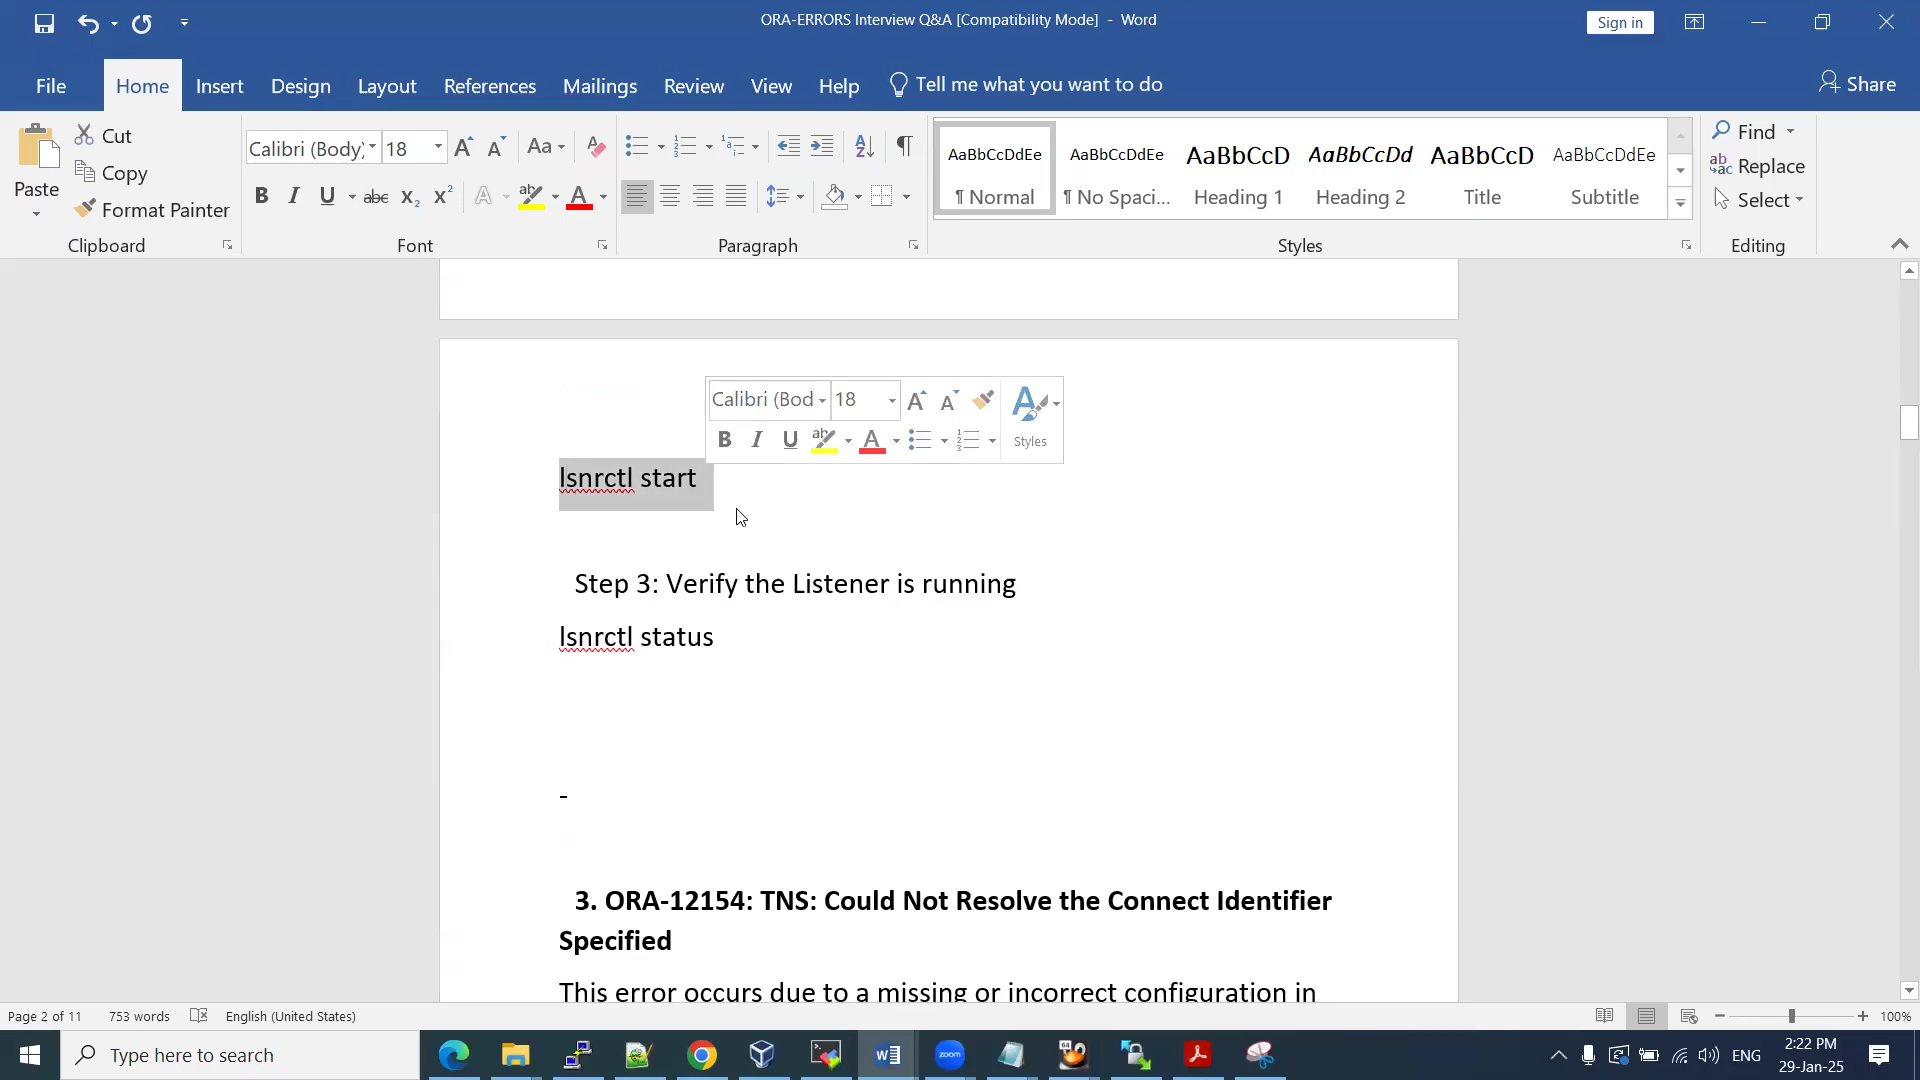 ORA-ERRORS Interview Q&A [Compatibility Mode] - Word
Sign in
File Home Insert Design Layout References Mailings Review View Help Tell me what you want to do Share
Paste
Cut
Copy
Format Painter
Clipboard
Calibri (Body) 18
Font
Paragraph
AaBbCcDdEe AaBbCcDdEe AaBbCcD AaBbCcDd AaBbCcD AaBbCcDdEe
¶ Normal ¶ No Spaci... Heading 1 Heading 2 Title Subtitle
Styles
Find
Replace
Select
Editing
Calibri (Bod 18
Styles
lsnrctl start
Step 3: Verify the Listener is running
lsnrctl status
-
3. ORA-12154: TNS: Could Not Resolve the Connect Identifier
Specified
This error occurs due to a missing or incorrect configuration in
Page 2 of 11 753 words English (United States) 100%
Type here to search
zoom
ENG
2:22 PM
29-Jan-25